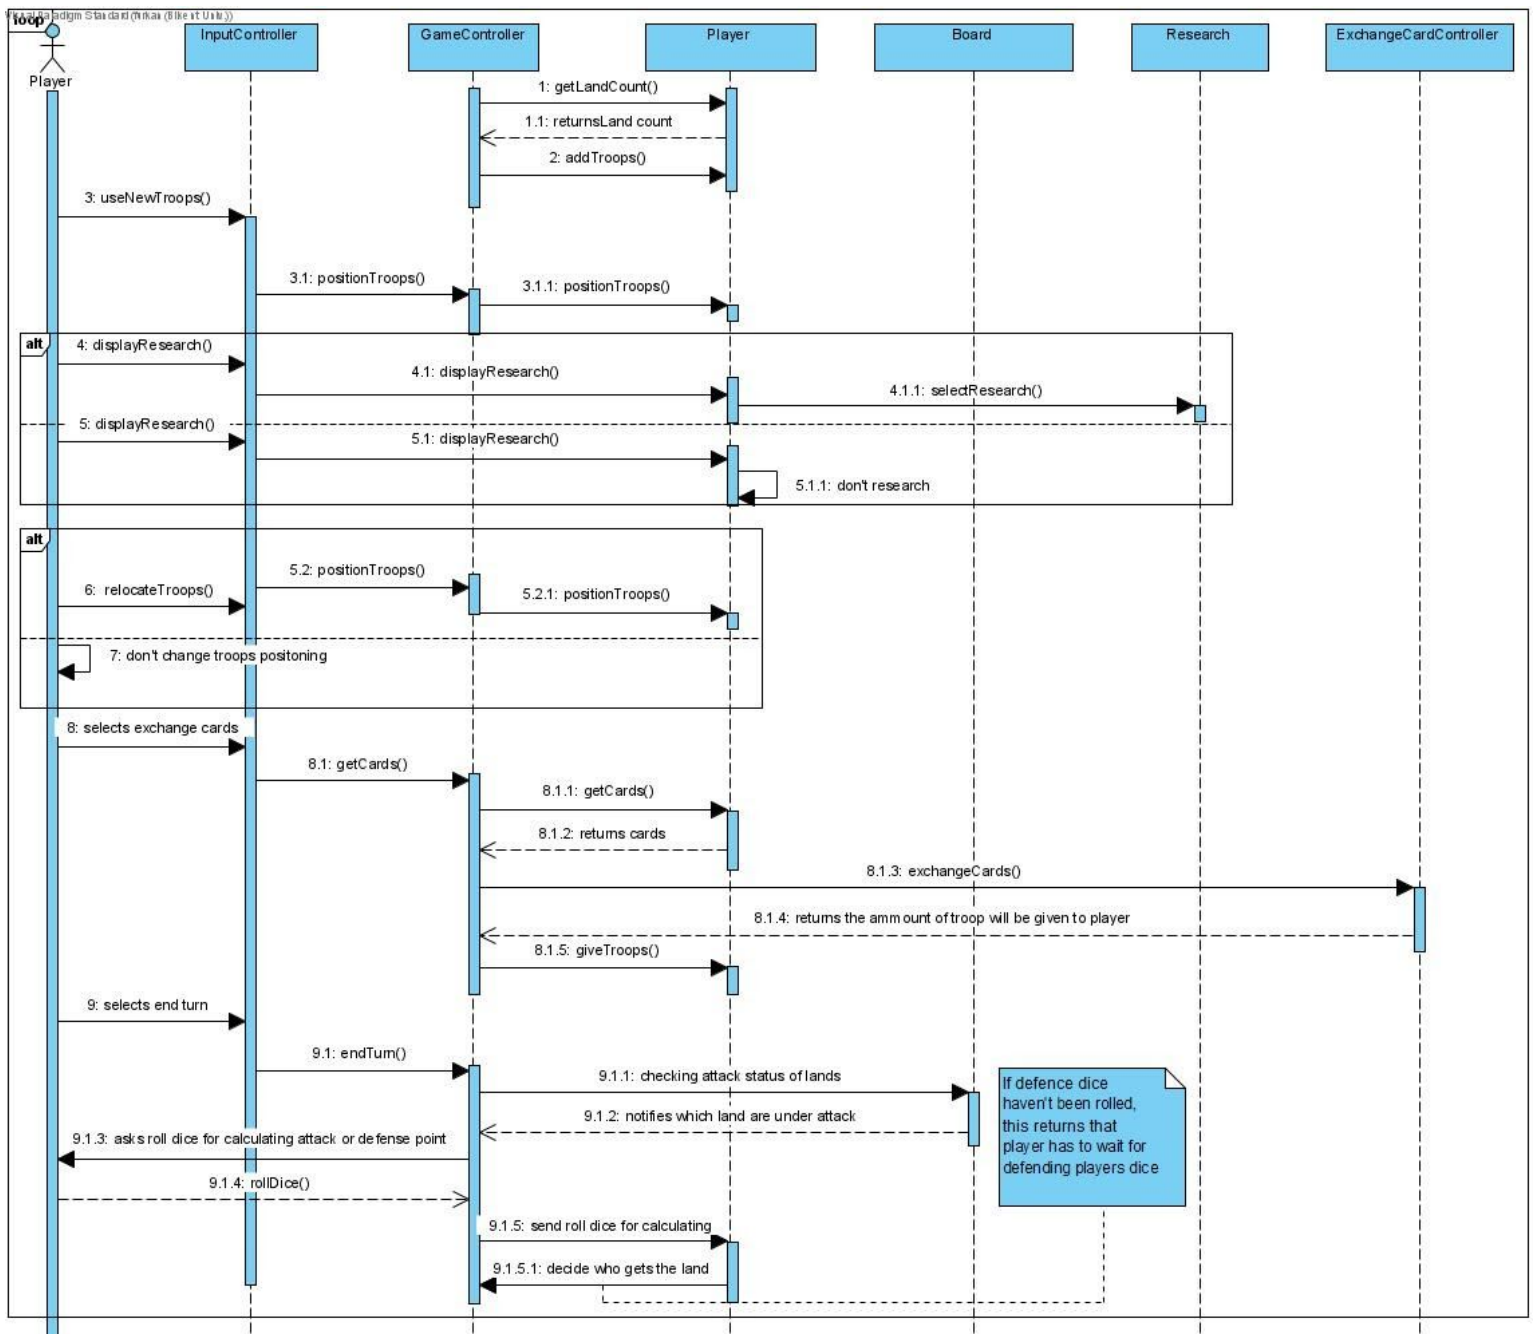 loop
InputController
GameController
Player
Board
Research
ExchangeCardController
Player
1: getLandCount()
1.1: returnsLand count
2: addTroops()
3: useNewTroops()
3.1: positionTroops()
3.1.1: positionTroops()
alt
4: displayResearch()
4.1: displayResearch()
4.1.1: selectResearch()
5: displayResearch()
5.1: displayResearch()
5.1.1: don't research
alt
5.2: positionTroops()
6: relocateTroops()
5.2.1: positionTroops()
7: don't change troops positoning
8: selects exchange cards
8.1: getCards()
8.1.1: getCards()
8.1.2: returns cards
8.1.3: exchangeCards()
8.1.4: returns the ammount of troop will be given to player
8.1.5: giveTroops()
9: selects end turn
9.1: endTurn()
9.1.1: checking attack status of lands
9.1.2: notifies which land are under attack
If defence dice
haven't been rolled,
this returns that
player has to wait for
defending players dice
9.1.3: asks roll dice for calculating attack or defense point
9.1.4: rollDice()
9.1.5: send roll dice for calculating
9.1.5.1: decide who gets the land